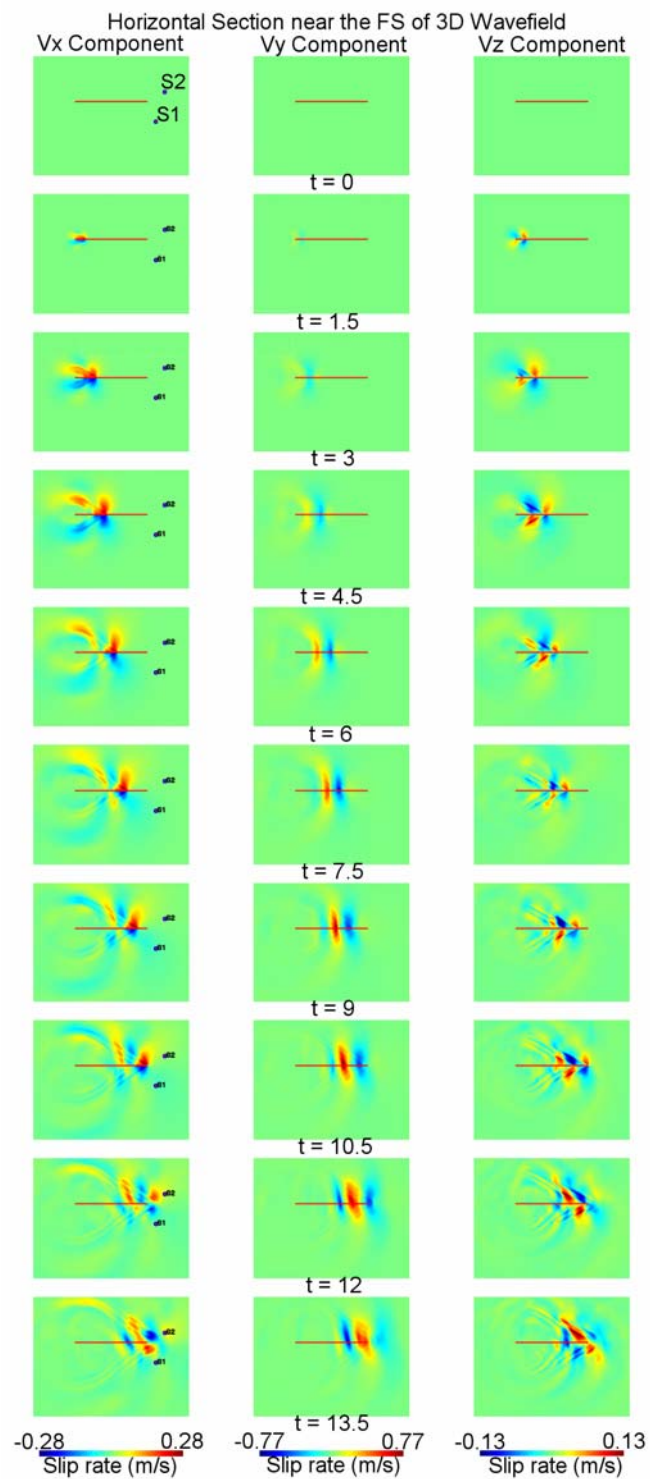 Horizontal Section near the FS of 3D Wavefield
Vx Component Vy Component Vz Component
S2
S1
t = 0
t = 1.5
t = 3
t = 4.5
t = 6
t = 7.5
t = 9
t = 10.5
t = 12
t = 13.5
-0.28 0.28 -0.77 0.77 -0.13 0.13
Slip rate (m/s) Slip rate (m/s) Slip rate (m/s)